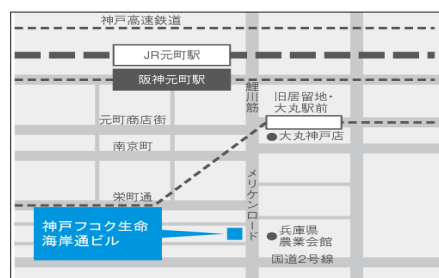 神戸高速鉄道
JR元町駅
阪神元町駅
鯉川筋
旧居留地・
大丸駅前
元町商店街
大丸神戸店
南京町
メリケンロード
栄町通
神戸フコク生命
海岸通ビル
兵庫県
農業会館
国道2号線